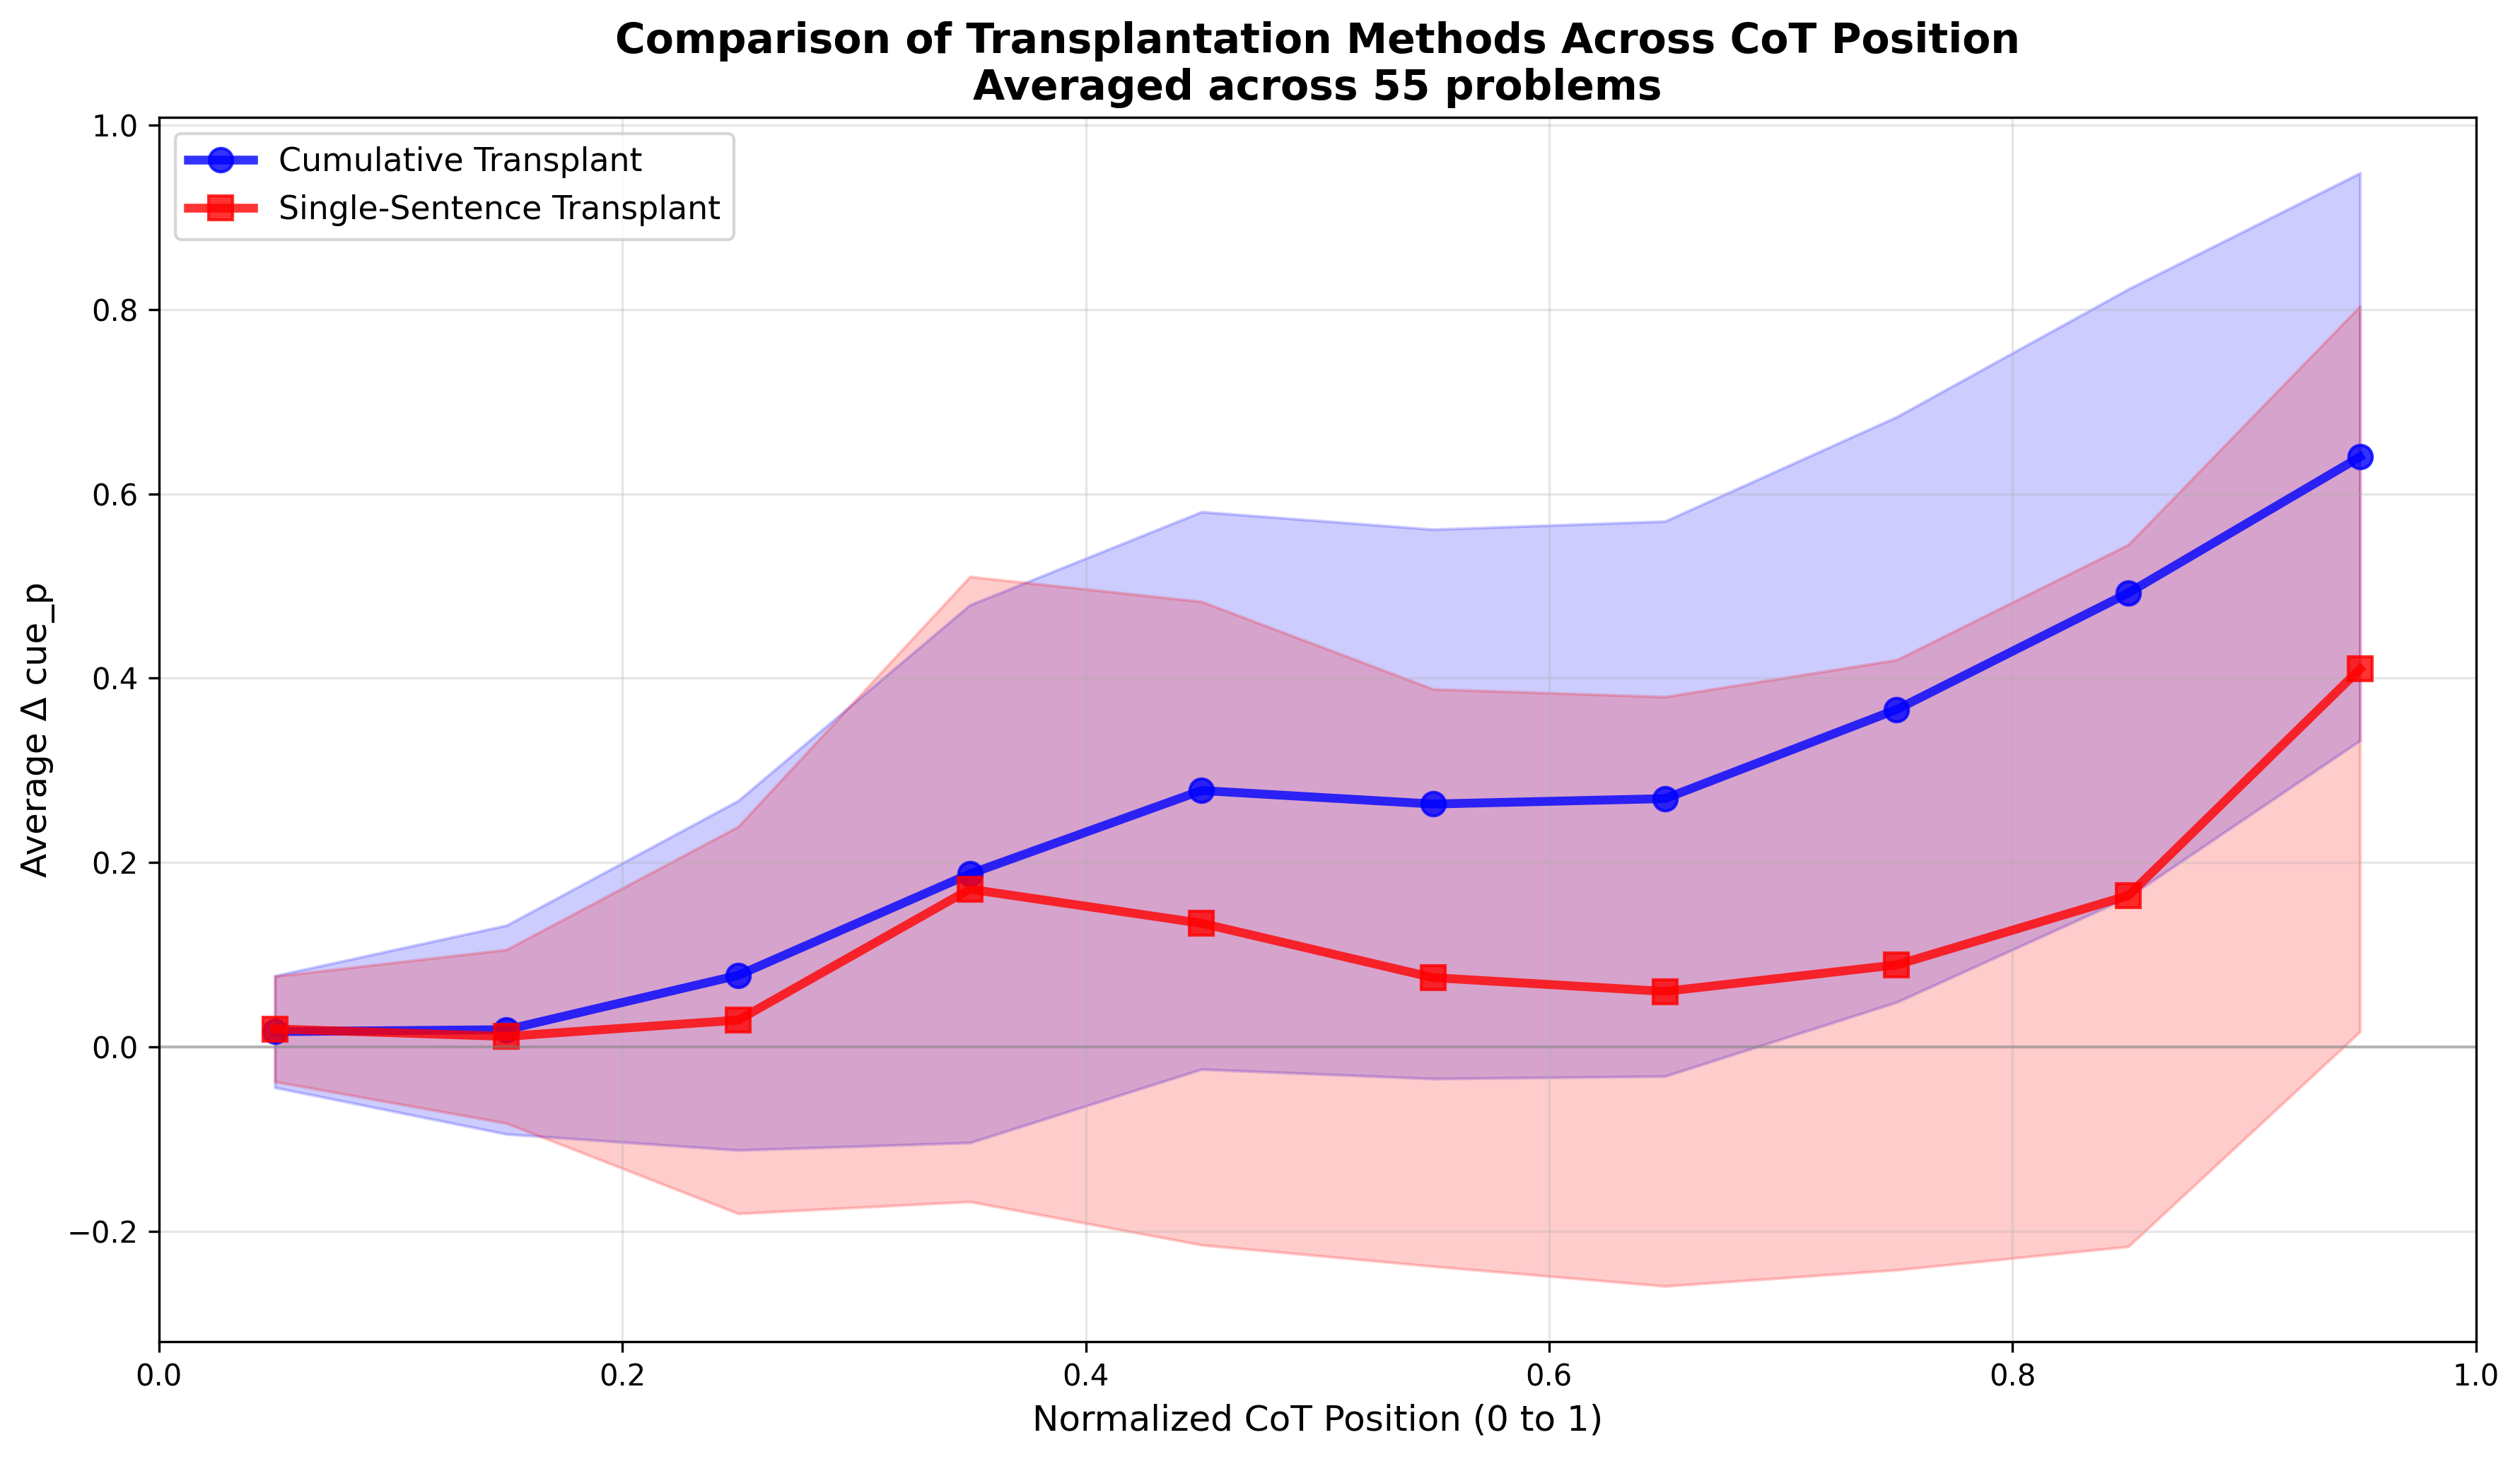 Comparison of Transplantation Methods Across CoT Position
Averaged across 55 problems
Cumulative Transplant
Single-Sentence Transplant
Average Δ cue_p
1.0
0.8
0.6
0.4
0.2
0.0
−0.2
0.0
0.2
0.4
0.6
0.8
1.0
Normalized CoT Position (0 to 1)